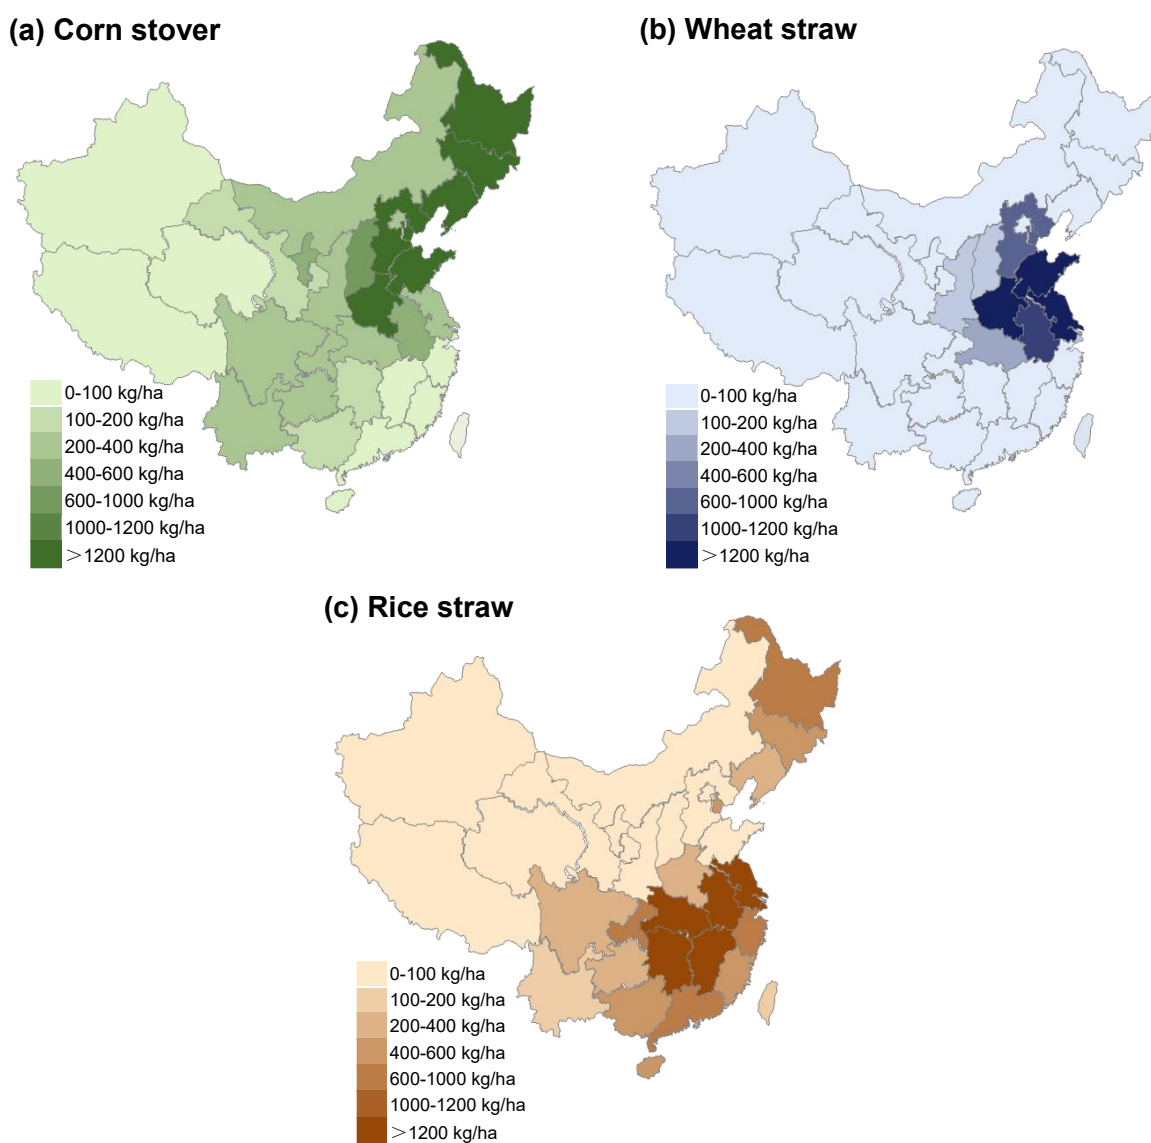 (a) Corn stover
0-100 kg/ha
100-200 kg/ha
200-400 kg/ha
400-600 kg/ha
600-1000 kg/ha
1000-1200 kg/ha
＞1200 kg/ha
(b) Wheat straw
0-100 kg/ha
100-200 kg/ha
200-400 kg/ha
400-600 kg/ha
600-1000 kg/ha
1000-1200 kg/ha
＞1200 kg/ha
(c) Rice straw
0-100 kg/ha
100-200 kg/ha
200-400 kg/ha
400-600 kg/ha
600-1000 kg/ha
1000-1200 kg/ha
＞1200 kg/ha